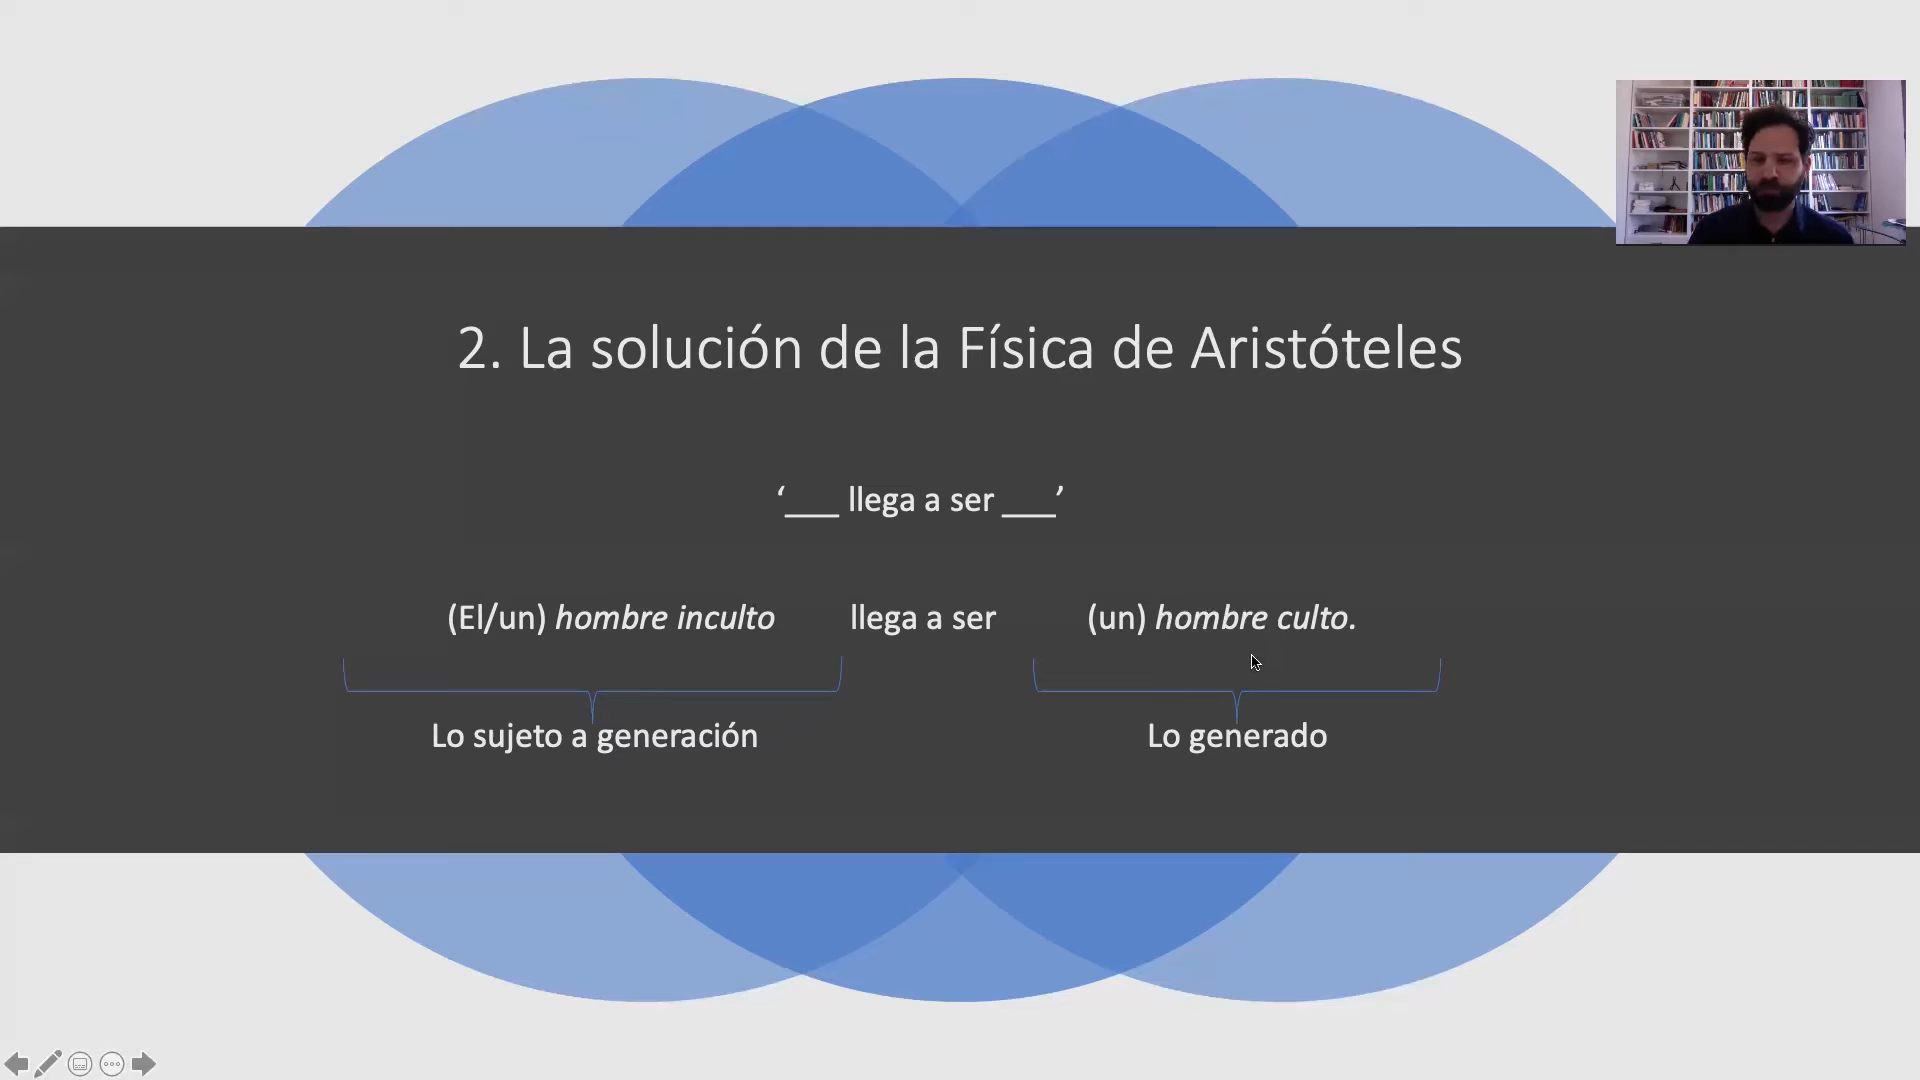 2. La solución de la Física de Aristóteles
‘___ llega a ser ___’
(El/un) hombre inculto llega a ser (un) hombre culto.
Lo sujeto a generación Lo generado